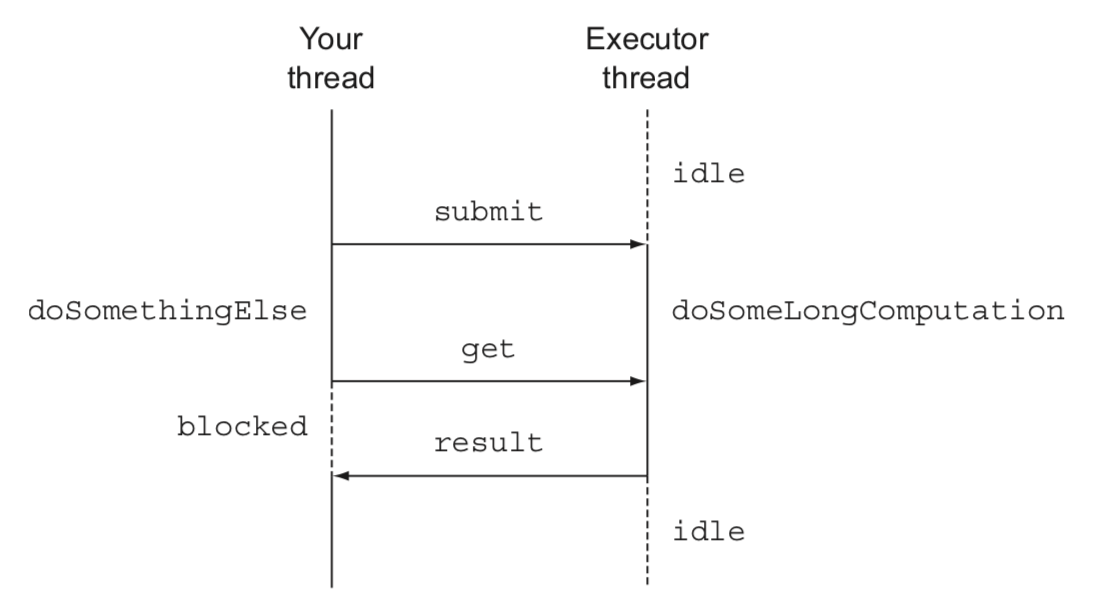 Your
thread
Executor
thread
idle
submit
doSomethingElse
doSomeLongComputation
get
blocked
result
idle